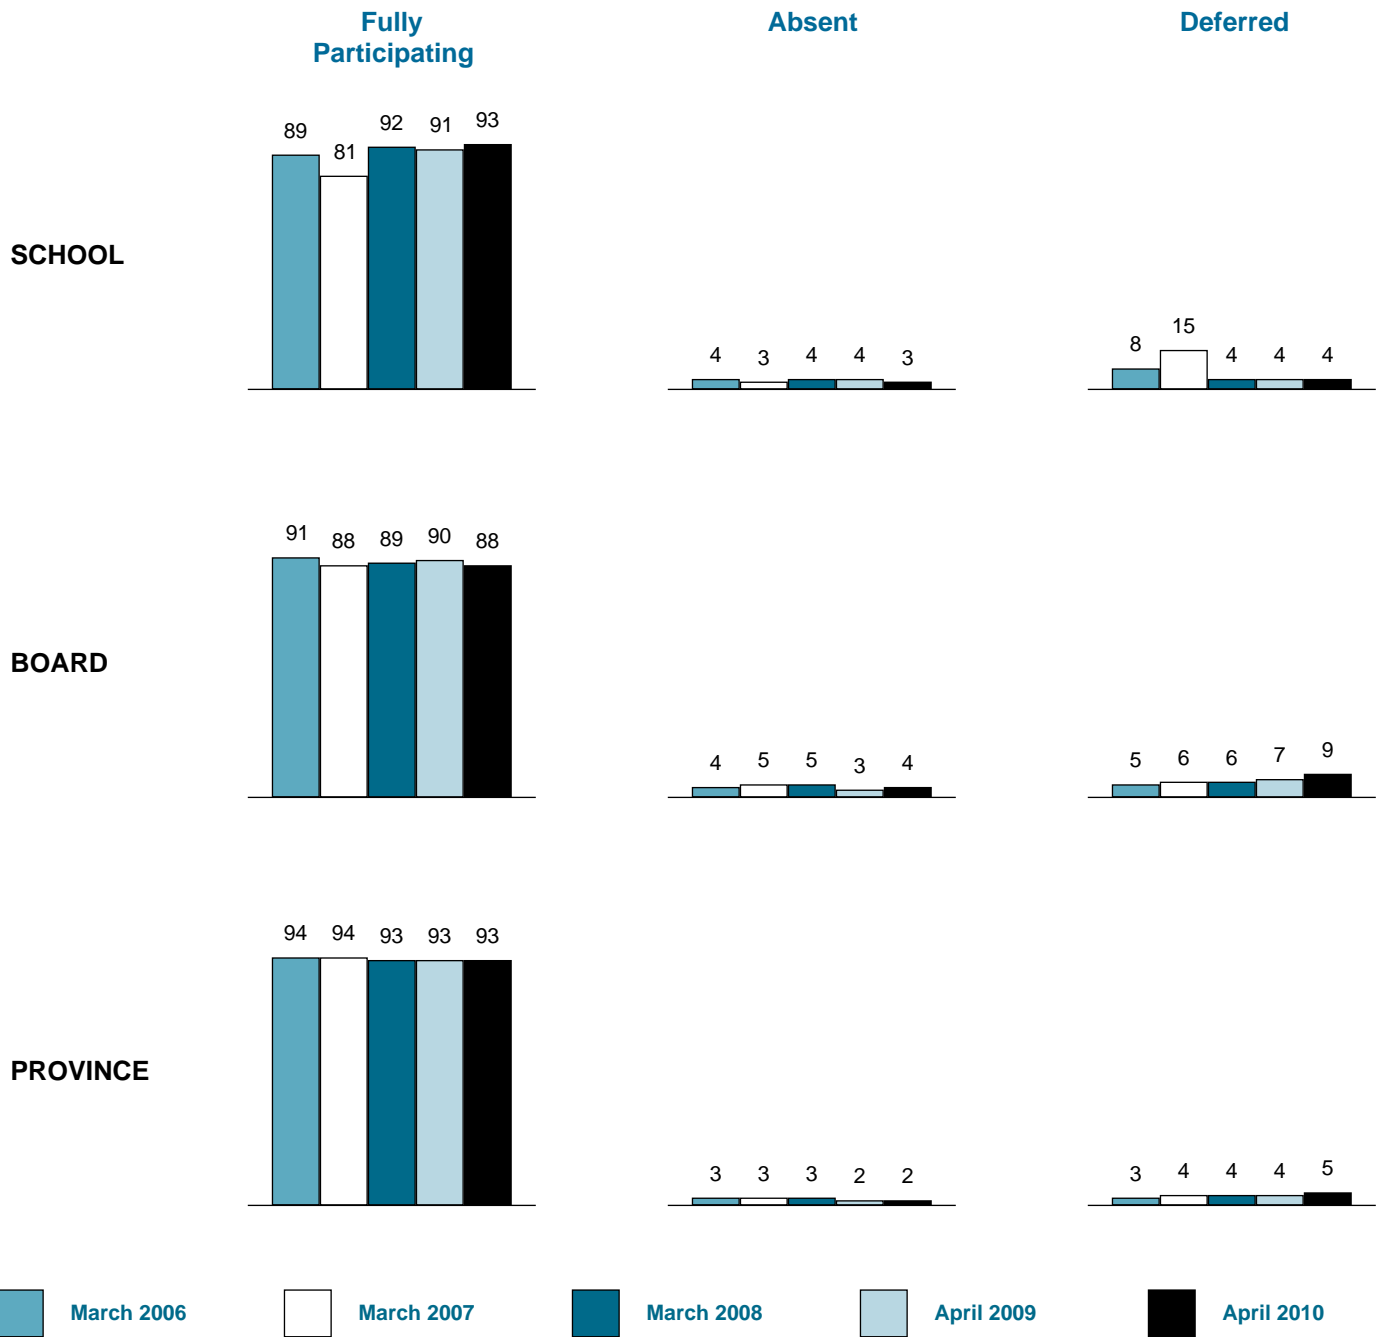 Fully
Participating
Absent
Deferred
SCHOOL
89 81 92 91 93
4 3 4 4 3
8 15 4 4 4
BOARD
91 88 89 90 88
4 5 5 3 4
5 6 6 7 9
PROVINCE
94 94 93 93 93
3 3 3 2 2
3 4 4 4 5
March 2006
March 2007
March 2008
April 2009
April 2010